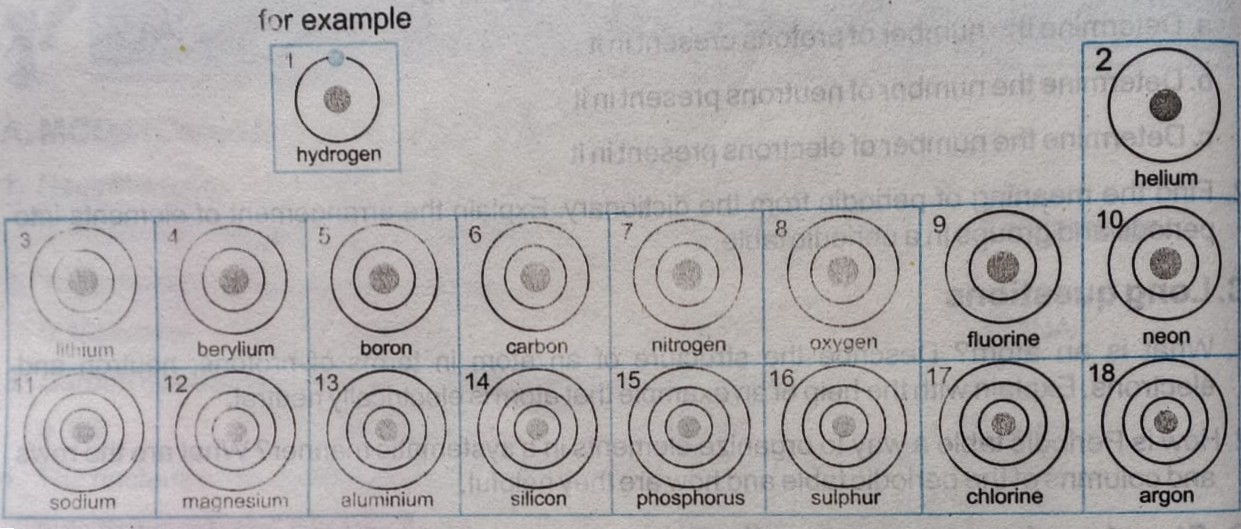 for example
1 2
hydrogen
helium
3 4 5 6 7 8 9 10
lithium berylium boron carbon nitrogen oxygen fluorine neon
11 12 13 14 15 16 17 18
sodium magnesium aluminium silicon phosphorus sulphur chlorine argon